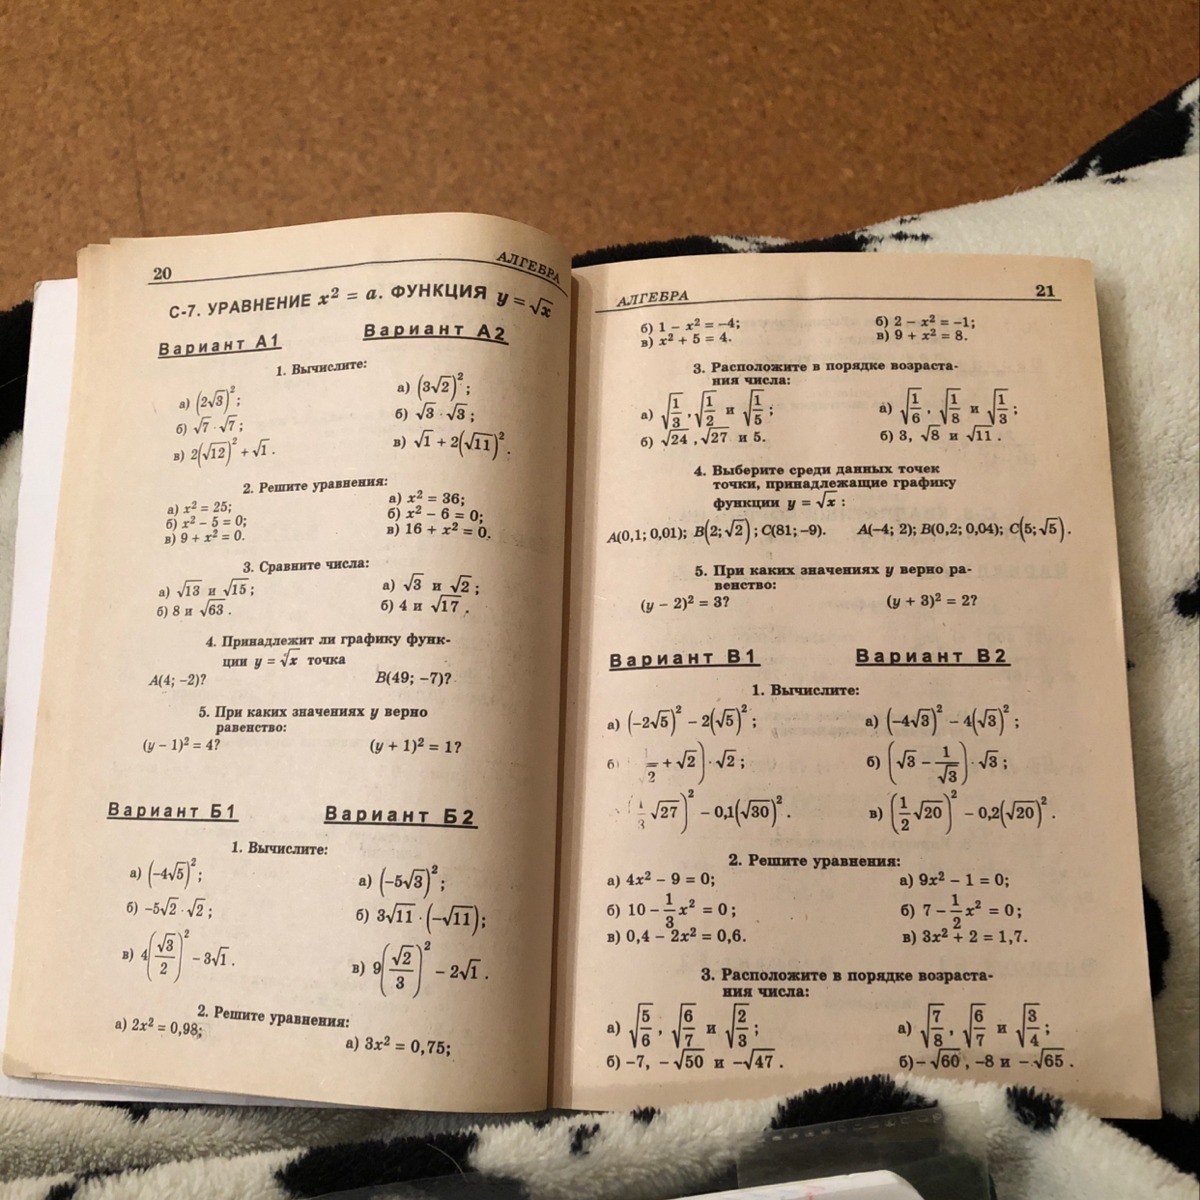 20
АЛГЕБРА
С-7. УРАВНЕНИЕ x² = a. ФУНКЦИЯ y = √x
Вариант А1
Вариант А2
1. Вычислите:
а) (2√3)²;
а) (3√2)²;
б) √7 · √7;
б) √3 · √3;
в) 2(√12)² + √1.
в) √1 + 2(√11)².
2. Решите уравнения:
а) x² = 25;
а) x² = 36;
б) x² – 5 = 0;
б) x² – 6 = 0;
в) 9 + x² = 0.
в) 16 + x² = 0.
3. Сравните числа:
а) √13 и √15;
а) √3 и √2;
б) 8 и √63.
б) 4 и √17.
4. Принадлежит ли графику функ-
ции y = √x точка
A(4; –2)?
B(49; –7)?
5. При каких значениях y верно
равенство:
(y – 1)² = 4?
(y + 1)² = 1?
Вариант Б1
Вариант Б2
1. Вычислите:
а) (–4√5)²;
а) (–5√3)²;
б) –5√2 · √2;
б) 3√11 · (–√11);
в) 4(√3/2)² – 3√1.
в) 9(√2/3)² – 2√1.
2. Решите уравнения:
а) 2x² = 0,98;
а) 3x² = 0,75;
АЛГЕБРА
21
б) 1 – x² = –4;
б) 2 – x² = –1;
в) x² + 5 = 4.
в) 9 + x² = 8.
3. Расположите в порядке возраста-
ния числа:
а) √(1/3), √(1/2) и √(1/5);
а) √(1/6), √(1/8) и √(1/3);
б) √24, √27 и 5.
б) 3, √8 и √11.
4. Выберите среди данных точек
точки, принадлежащие графику
функции y = √x:
A(0,1; 0,01); B(2; √2); C(81; –9).
A(–4; 2); B(0,2; 0,04); C(5; √5).
5. При каких значениях y верно ра-
венство:
(y – 2)² = 3?
(y + 3)² = 2?
Вариант В1
Вариант В2
1. Вычислите:
а) (–2√5)² – 2(√5)²;
а) (–4√3)² – 4(√3)²;
б) /2 + √2) · √2;
б) (√3 – 1/√3) · √3;
(1/3 √27)² – 0,1(√30)².
в) (1/2 √20)² – 0,2(√20)².
2. Решите уравнения:
а) 4x² – 9 = 0;
а) 9x² – 1 = 0;
б) 10 – 1/3 x² = 0;
б) 7 – 1/2 x² = 0;
в) 0,4 – 2x² = 0,6.
в) 3x² + 2 = 1,7.
3. Расположите в порядке возраста-
ния числа:
а) √(5/6), √(6/7) и √(2/3);
а) √(7/8), √(6/7) и √(3/4);
б) –7, –√50 и –√47.
б) –√60, –8 и –√65.